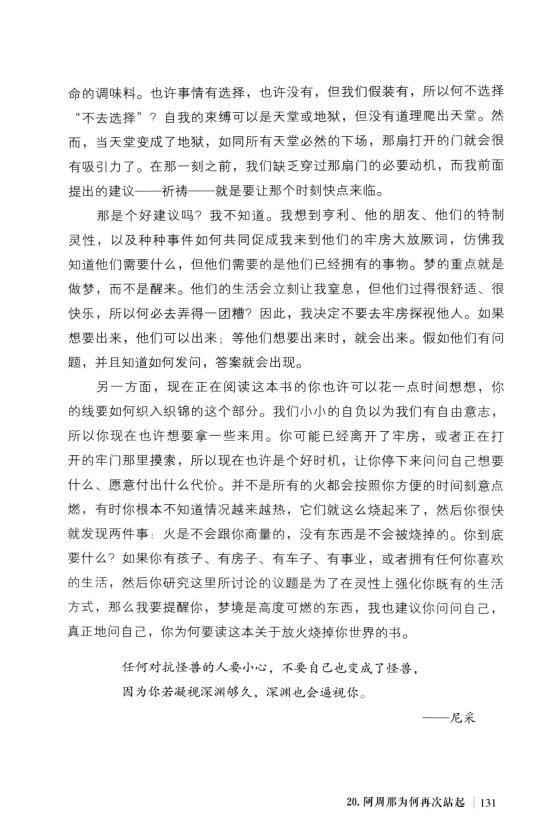 命的调味料。也许事情有选择，也许没有，但我们假装有，所以何不选择
“不去选择”？自我的束缚可以是天堂或地狱，但没有道理爬出天堂。然
而，当天堂变成了地狱，如同所有天堂必然的下场，那扇打开的门就会很
有吸引力了。在那一刻之前，我们缺乏穿过那扇门的必要动机，而我前面
提出的建议——祈祷——就是要让那个时刻快点来临。
那是个好建议吗？我不知道。我想到亨利、他的朋友、他们的特制
灵性，以及种种事件如何共同促成我来到他们的牢房大放厥词，仿佛我
知道他们需要什么，但他们需要的是他们已经拥有的事物。梦的重点就是
做梦，而不是醒来。他们的生活会立刻让我窒息，但他们过得很舒适、很
快乐，所以何必去弄得一团糟？因此，我决定不要去牢房探视他人。如果
想要出来，他们可以出来；等他们想要出来时，就会出来。假如他们有问
题，并且知道如何发问，答案就会出现。
另一方面，现在正在阅读这本书的你也许可以花一点时间想想，你
的线要如何织入织锦的这个部分。我们小小的自负以为我们有自由意志，
所以你现在也许想要拿一些来用。你可能已经离开了牢房，或者正在打
开的牢门那里摸索，所以现在也许是个好时机，让你停下来问问自己想要
什么、愿意付出什么代价。并不是所有的火都会按照你方便的时间刻意点
燃，有时你根本不知道情况越来越热，它们就这么烧起来了，然后你很快
就发现两件事：火是不会跟你商量的，没有东西是不会被烧掉的。你到底
要什么？如果你有孩子、有房子、有车子、有事业，或者拥有任何你喜欢
的生活，然后你研究这里所讨论的议题是为了在灵性上强化你既有的生活
方式，那么我要提醒你，梦境是高度可燃的东西，我也建议你问问自己，
真正地问自己，你为何要读这本关于放火烧掉你世界的书。
任何对抗怪兽的人要小心，不要自己也变成了怪兽，
因为你若凝视深渊够久，深渊也会逼视你。
——尼采
20. 阿周那为何再次站起 | 131